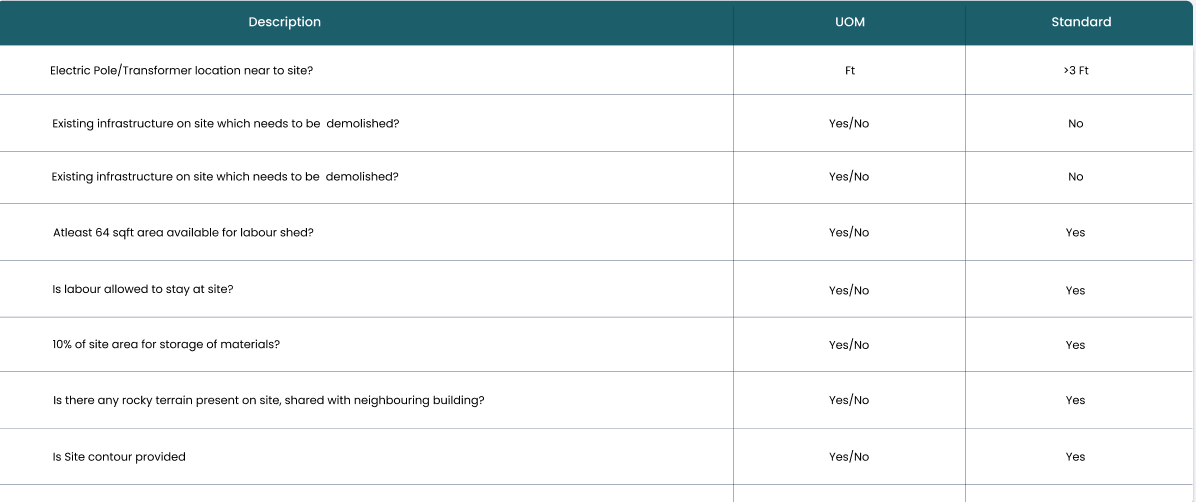 Description UOM Standard
Electric Pole/Transformer location near to site? Ft >3 Ft
Existing infrastructure on site which needs to be  demolished? Yes/No No
Existing infrastructure on site which needs to be  demolished? Yes/No No
Atleast 64 sqft area available for labour shed? Yes/No Yes
Is labour allowed to stay at site? Yes/No Yes
10% of site area for storage of materials? Yes/No Yes
Is there any rocky terrain present on site, shared with neighbouring building? Yes/No Yes
Is Site contour provided Yes/No Yes